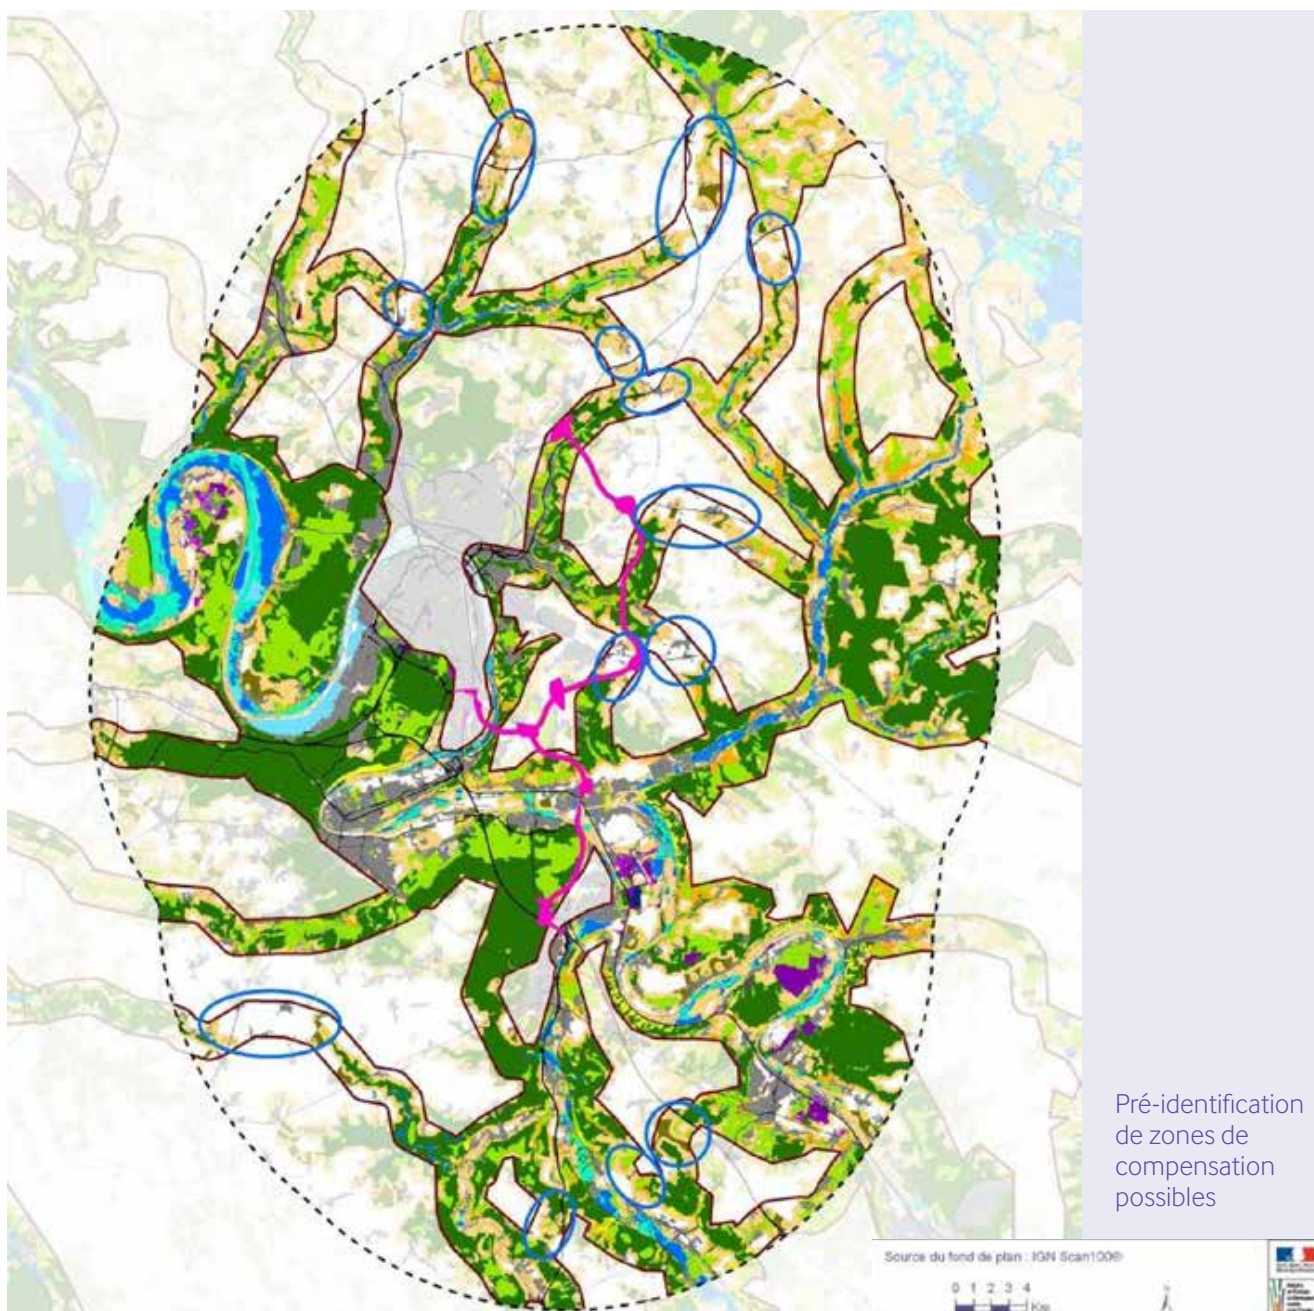 Pré-identification
de zones de
compensation
possibles
Source du fond de plan : IGN Scan100®
0 1 2 3 4
Km